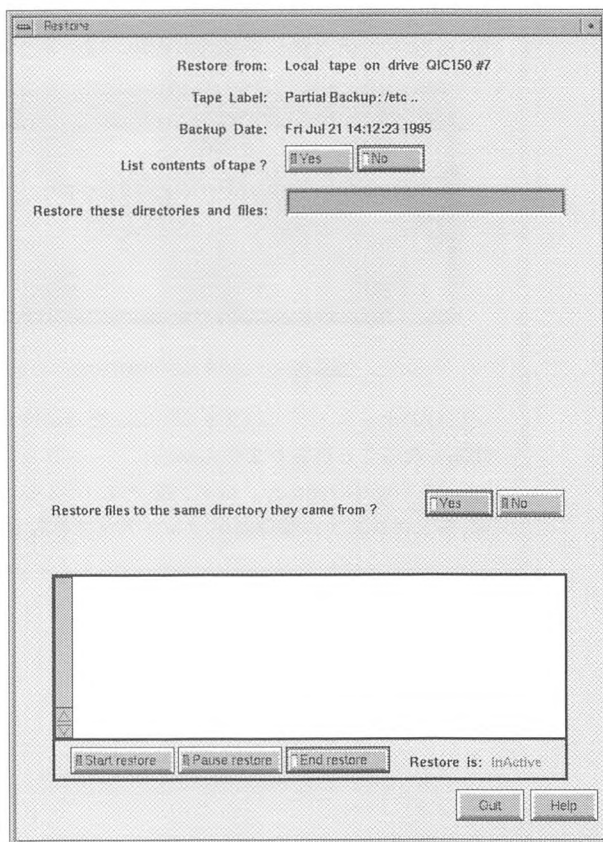 Restore
Restore from: Local tape on drive QIC150 #7
Tape Label: Partial Backup: /etc ..
Backup Date: Fri Jul 21 14:12:23 1995
List contents of tape ? Yes No
Restore these directories and files:
Restore files to the same directory they came from ? Yes No
Start restore Pause restore End restore Restore is: InActive
Quit Help